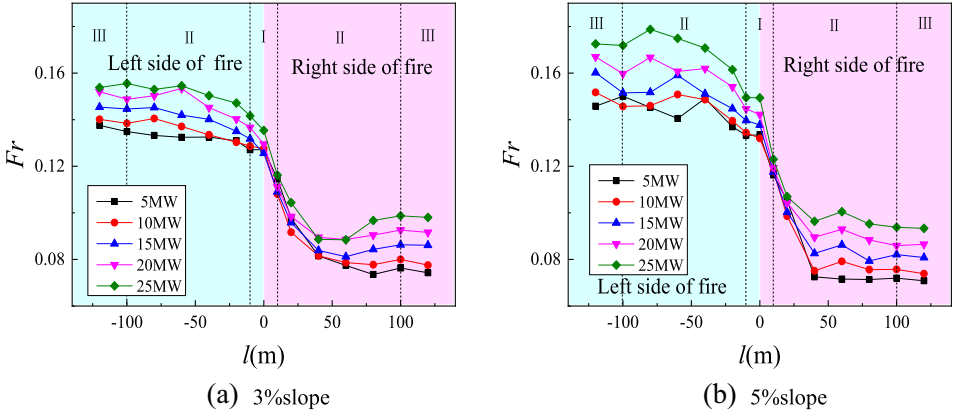 III II I II III
Left side of fire
Right side of fire
Fr
0.16
0.12
0.08
5MW
10MW
15MW
20MW
25MW
-100 -50 0 50 100
l(m)
(a) 3%slope
III II I II III
Right side of fire
Fr
0.16
0.12
0.08
5MW
10MW
15MW
20MW
25MW
Left side of fire
-100 -50 0 50 100
l(m)
(b) 5%slope